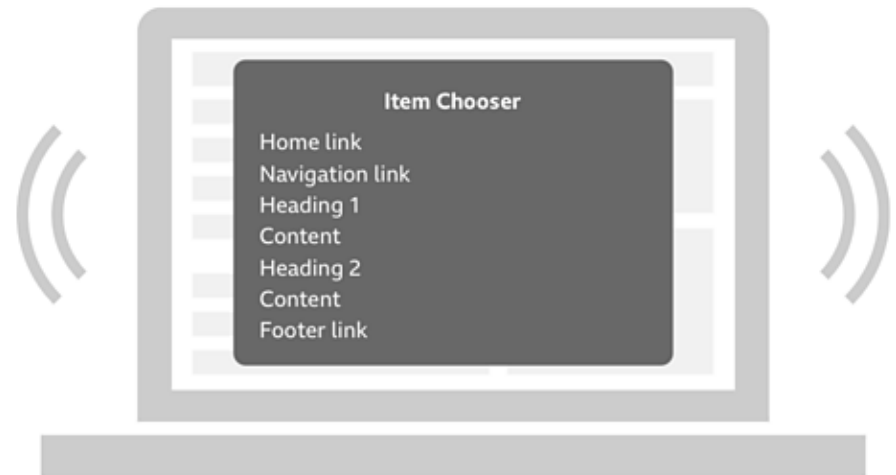 Item Chooser
Home link
Navigation link
Heading 1
Content
Heading 2
Content
Footer link